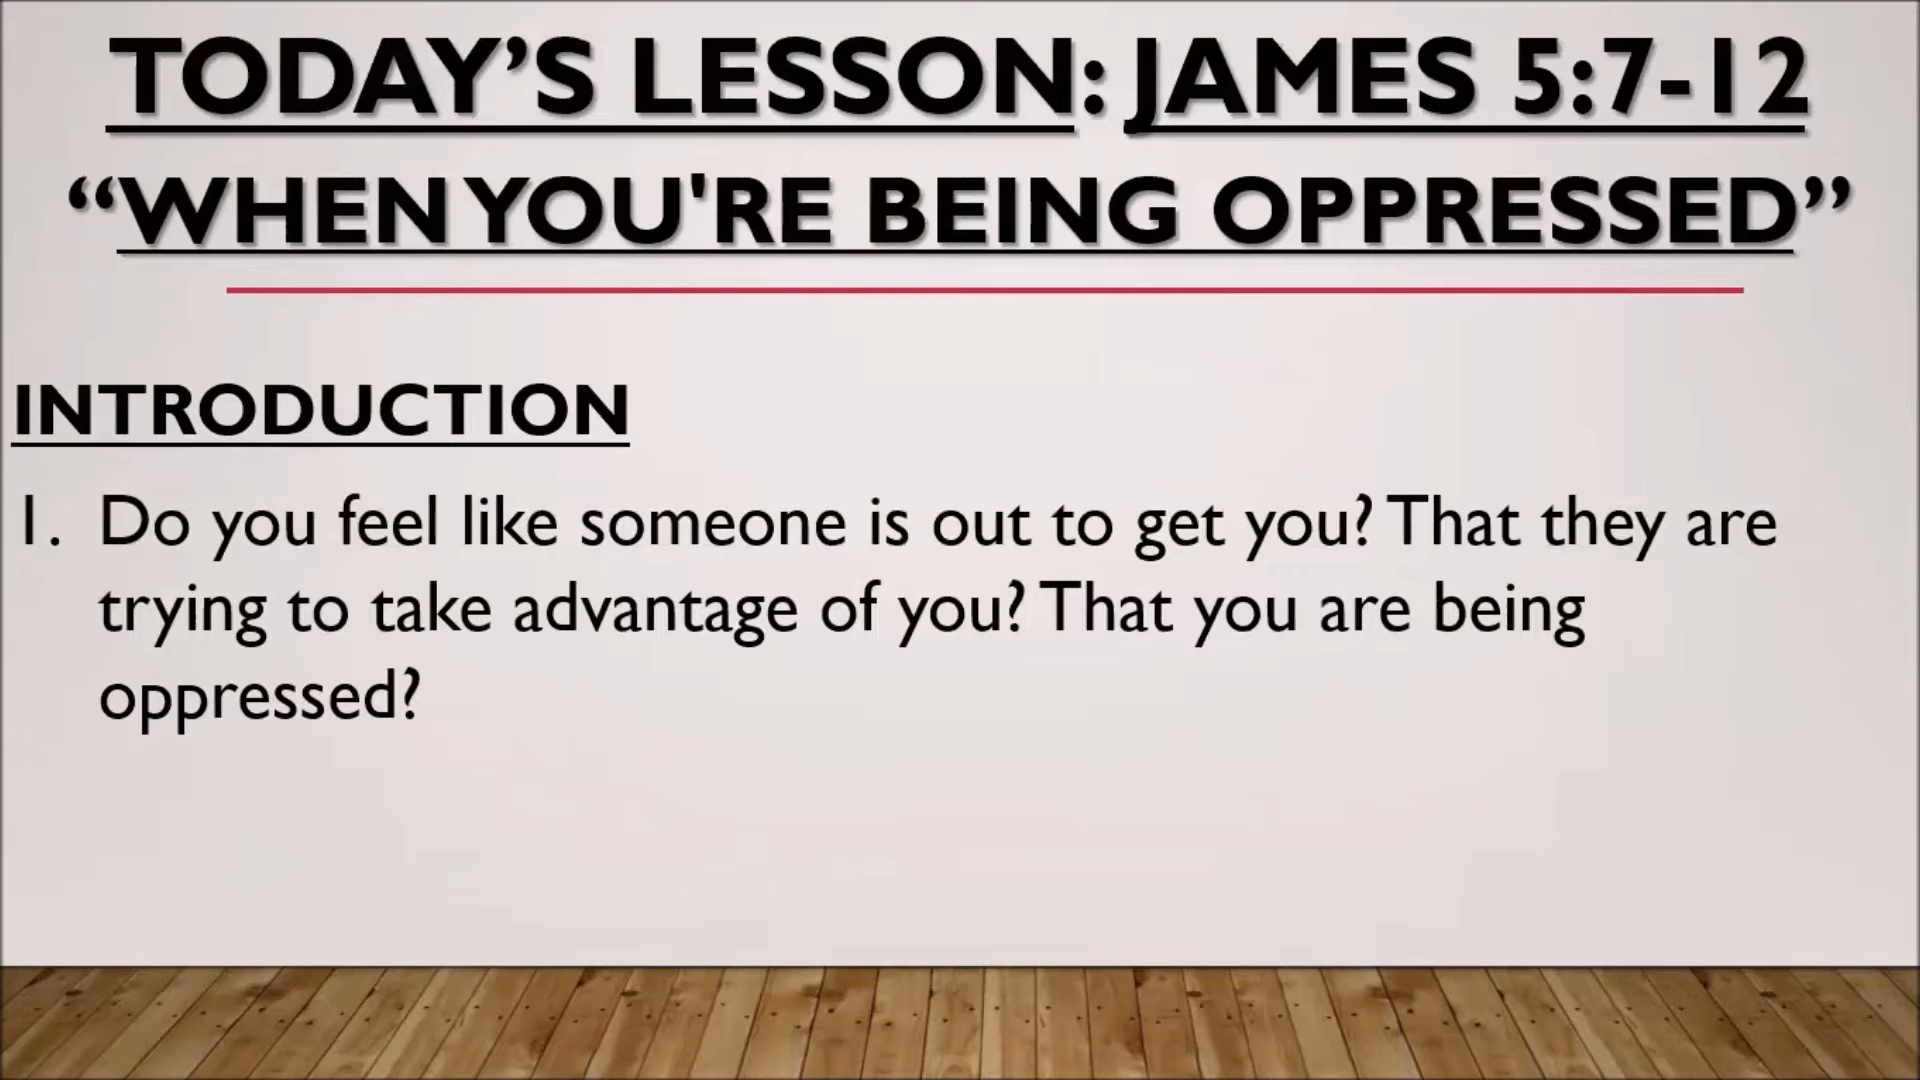 TODAY’S LESSON: JAMES 5:7-12
“WHEN YOU'RE BEING OPPRESSED”
INTRODUCTION
1. Do you feel like someone is out to get you? That they are
trying to take advantage of you? That you are being
oppressed?